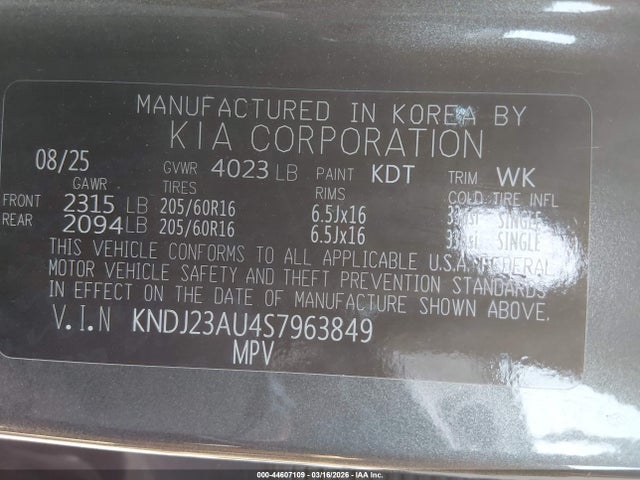 MANUFACTURED IN KOREA BY
KIA CORPORATION
08/25 GVWR 4023 LB PAINT KDT TRIM WK
GAWR TIRES RIMS COLD TIRE INFL
FRONT 2315 LB 205/60R16 6.5Jx16 SINGLE
REAR 2094 LB 205/60R16 6.5Jx16 SINGLE
THIS VEHICLE CONFORMS TO ALL APPLICABLE U.S.A. FEDERAL
MOTOR VEHICLE SAFETY AND THEFT PREVENTION STANDARDS
IN EFFECT ON THE DATE OF MANUFACTURE SHOWN ABOVE.
V.I.N KNDJ23AU4S7963849
MPV
000-44607109 | 03/16/2026 | IAA Inc.